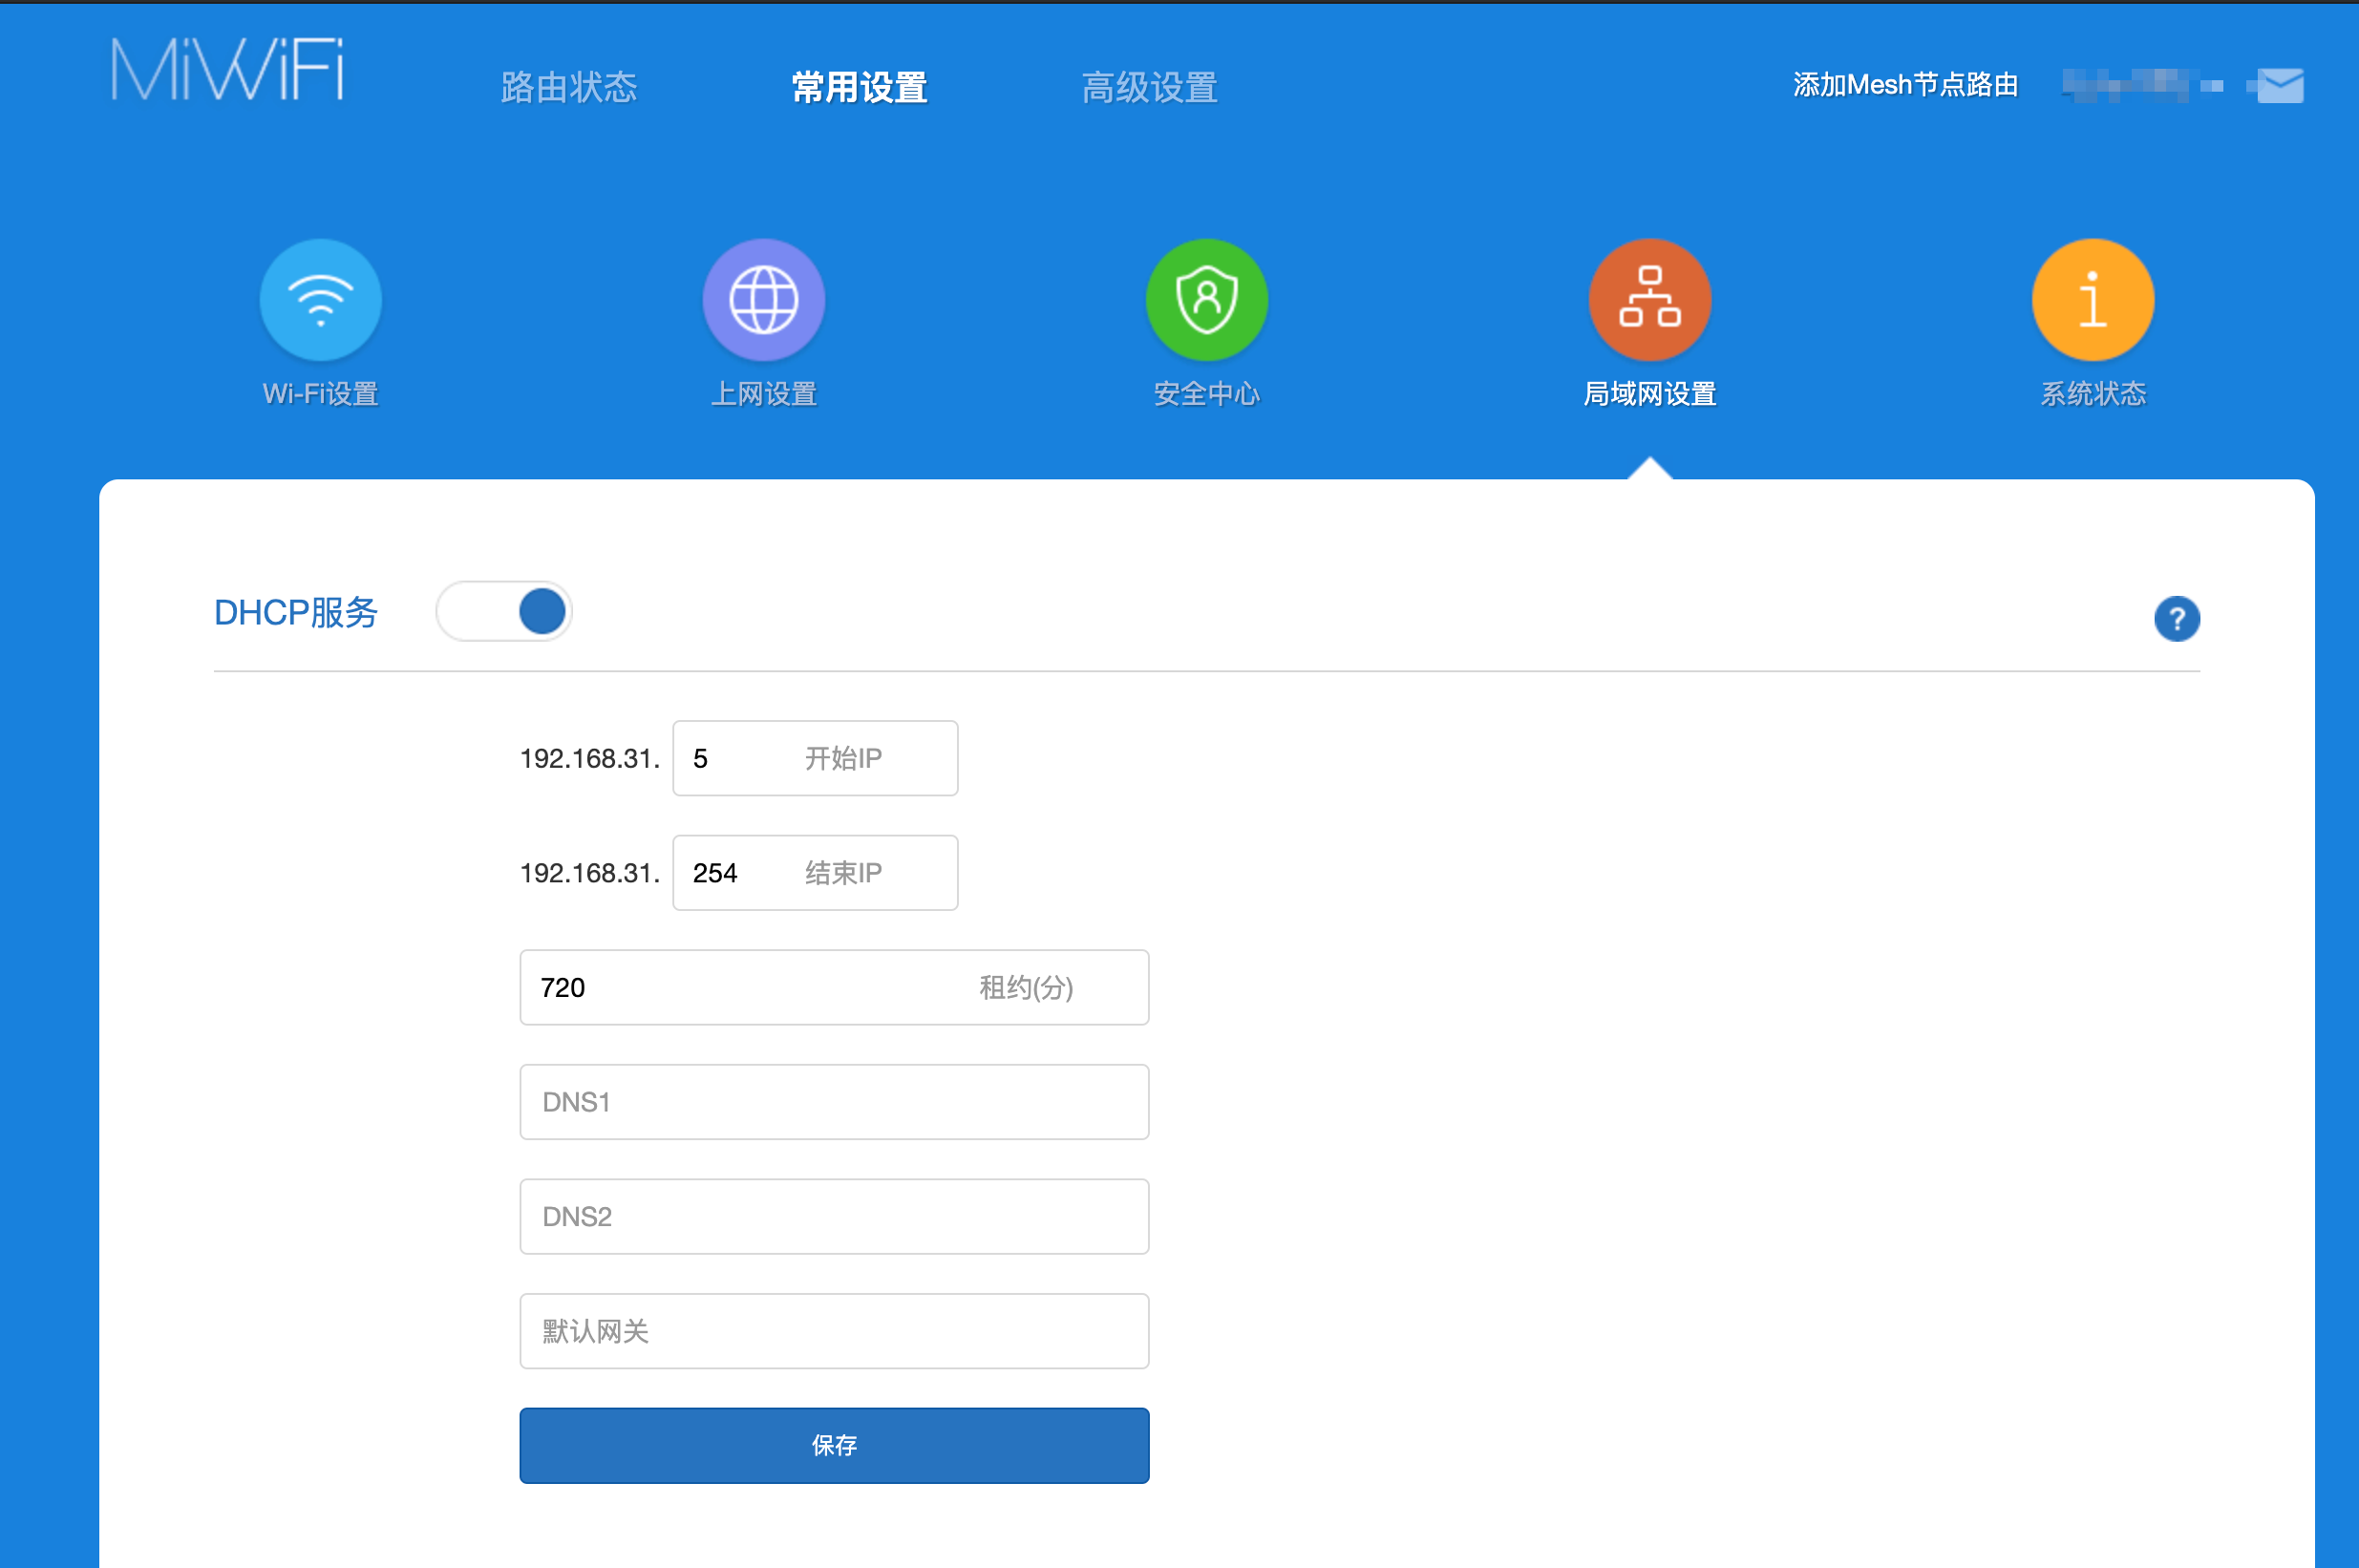 MiWiFi
路由状态 常用设置 高级设置 添加Mesh节点路由
Wi-Fi设置 上网设置 安全中心 局域网设置 系统状态
DHCP服务 ?
192.168.31. 5 开始IP
192.168.31. 254 结束IP
720 租约(分)
DNS1
DNS2
默认网关
保存